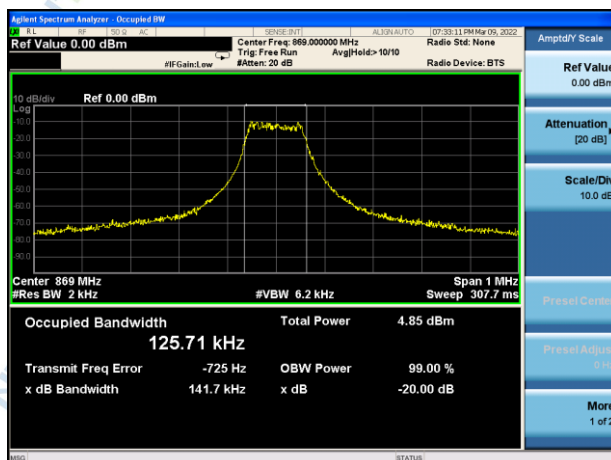 Agilent Spectrum Analyzer - Occupied BW
RL RF 50 Ω AC SENSE:INT ALIGN AUTO 07:33:11 PM Mar 09, 2022
Ref Value 0.00 dBm Center Freq: 869.000000 MHz Radio Std: None
Trig: Free Run Avg|Hold:> 10/10
#IFGain:Low #Atten: 20 dB Radio Device: BTS
10 dB/div Ref 0.00 dBm
Log
-10.0
-20.0
-30.0
-40.0
-50.0
-60.0
-70.0
-80.0
-90.0
Center 869 MHz Span 1 MHz
#Res BW 2 kHz #VBW 6.2 kHz Sweep 307.7 ms
Occupied Bandwidth Total Power 4.85 dBm
125.71 kHz
Transmit Freq Error -725 Hz OBW Power 99.00 %
x dB Bandwidth 141.7 kHz x dB -20.00 dB
MSG STATUS
Amptd/Y Scale
Ref Value
0.00 dBm
Attenuation
[20 dB]
Scale/Div
10.0 dB
Presel Center
Presel Adjust
0 Hz
More
1 of 2